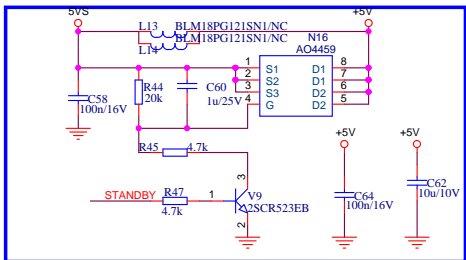 5VS
L13
BLM18PG121SN1/NC
+5V
L14
BLM18PG121SN1/NC
N16
AO4459
1
S1
D1
8
2
S2
D1
7
3
S3
D2
6
4
G
D2
5
R44
20k
C60
1u/25V
C58
100n/16V
R45
4.7k
+5V
+5V
STANDBY
R47
4.7k
1
3
V9
2SCR523EB
2
C64
100n/16V
C62
10u/10V